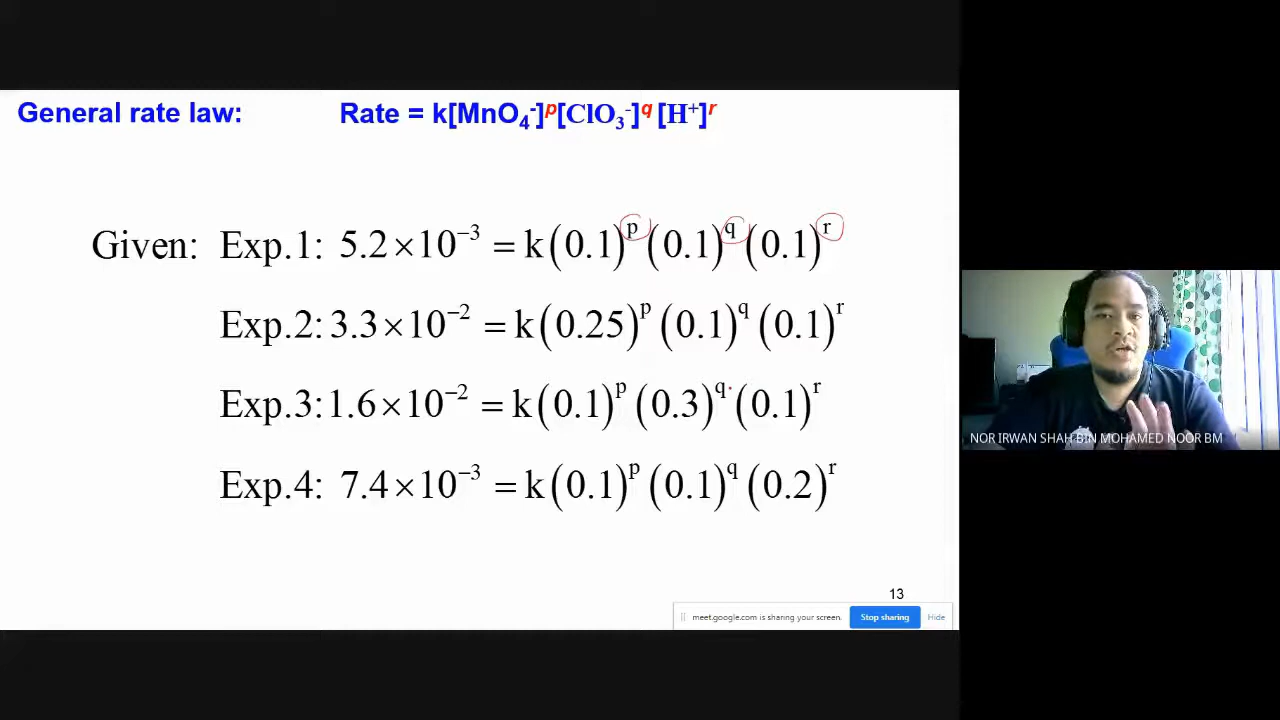 General rate law: Rate = k[MnO₄⁻]ᵖ[ClO₃⁻]^q [H⁺]ʳ
Given: Exp.1: 5.2×10⁻³ = k(0.1)ᵖ(0.1)^q(0.1)ʳ
Exp.2: 3.3×10⁻² = k(0.25)ᵖ(0.1)^q(0.1)ʳ
Exp.3: 1.6×10⁻² = k(0.1)ᵖ(0.3)^q(0.1)ʳ
Exp.4: 7.4×10⁻³ = k(0.1)ᵖ(0.1)^q(0.2)ʳ
NOR IRWAN SHAH BIN MOHAMED NOOR BM
13
meet.google.com is sharing your screen. Stop sharing Hide